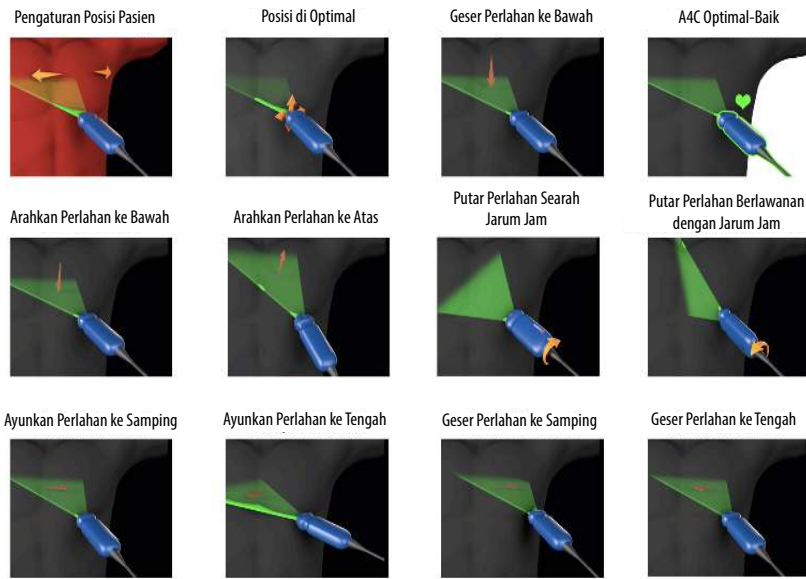 Pengaturan Posisi Pasien
Posisi di Optimal
Geser Perlahan ke Bawah
A4C Optimal-Baik
Arahkan Perlahan ke Bawah
Arahkan Perlahan ke Atas
Putar Perlahan Searah
Jarum Jam
Putar Perlahan Berlawanan
dengan Jarum Jam
Ayunkan Perlahan ke Samping
Ayunkan Perlahan ke Tengah
Geser Perlahan ke Samping
Geser Perlahan ke Tengah